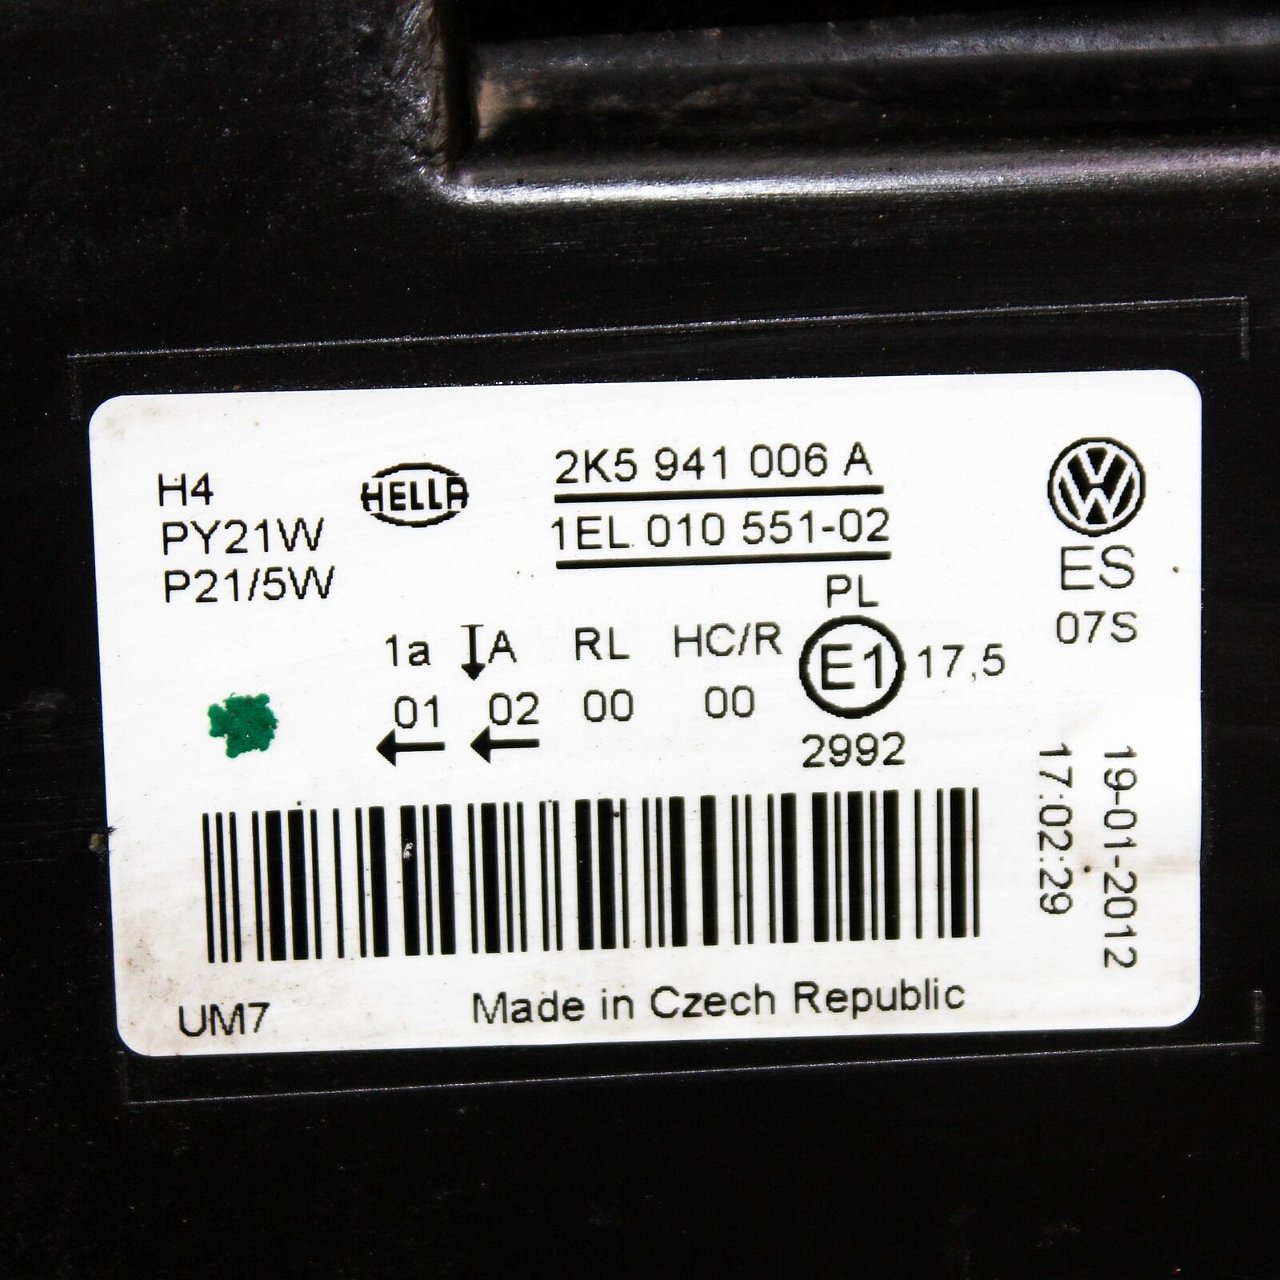 H4
PY21W
P21/5W
HELLA
2K5 941 006 A
1EL 010 551-02
PL
VW
ES
07S
1a A RL HC/R
01 02 00 00
E1 17,5
2992
19-01-2012
17:02:29
UM7
Made in Czech Republic